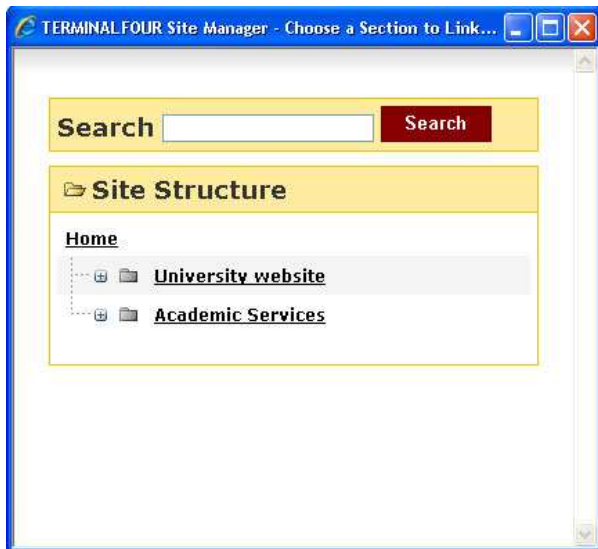 TERMINALFOUR Site Manager - Choose a Section to Link...
Search Search
Site Structure
Home
University website
Academic Services